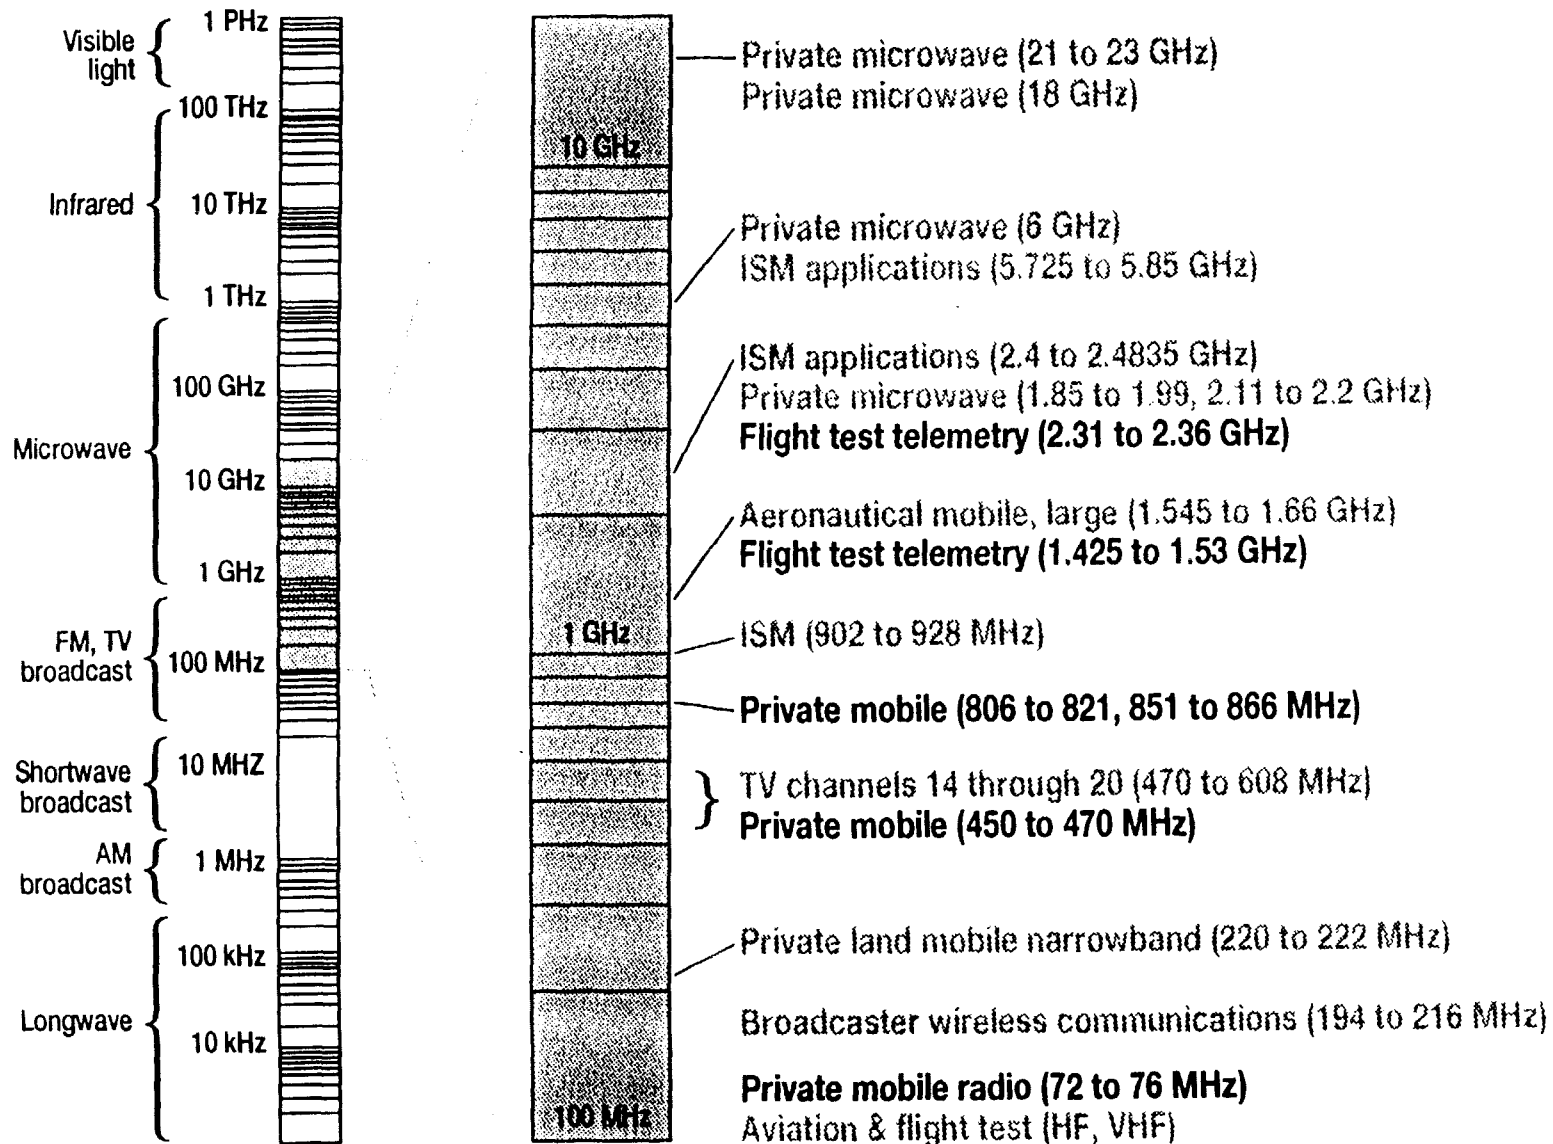 1 PHz
Visible
light
100 THz
Infrared
10 THz
1 THz
100 GHz
Microwave
10 GHz
1 GHz
FM, TV
broadcast
100 MHz
Shortwave
broadcast
10 MHZ
AM
broadcast
1 MHz
100 kHz
Longwave
10 kHz
10 GHz
1 GHz
100 MHz
Private microwave (21 to 23 GHz)
Private microwave (18 GHz)
Private microwave (6 GHz)
ISM applications (5.725 to 5.85 GHz)
ISM applications (2.4 to 2.4835 GHz)
Private microwave (1.85 to 1.99, 2.11 to 2.2 GHz)
Flight test telemetry (2.31 to 2.36 GHz)
Aeronautical mobile, large (1.545 to 1.66 GHz)
Flight test telemetry (1.425 to 1.53 GHz)
ISM (902 to 928 MHz)
Private mobile (806 to 821, 851 to 866 MHz)
TV channels 14 through 20 (470 to 608 MHz)
Private mobile (450 to 470 MHz)
Private land mobile narrowband (220 to 222 MHz)
Broadcaster wireless communications (194 to 216 MHz)
Private mobile radio (72 to 76 MHz)
Aviation & flight test (HF, VHF)